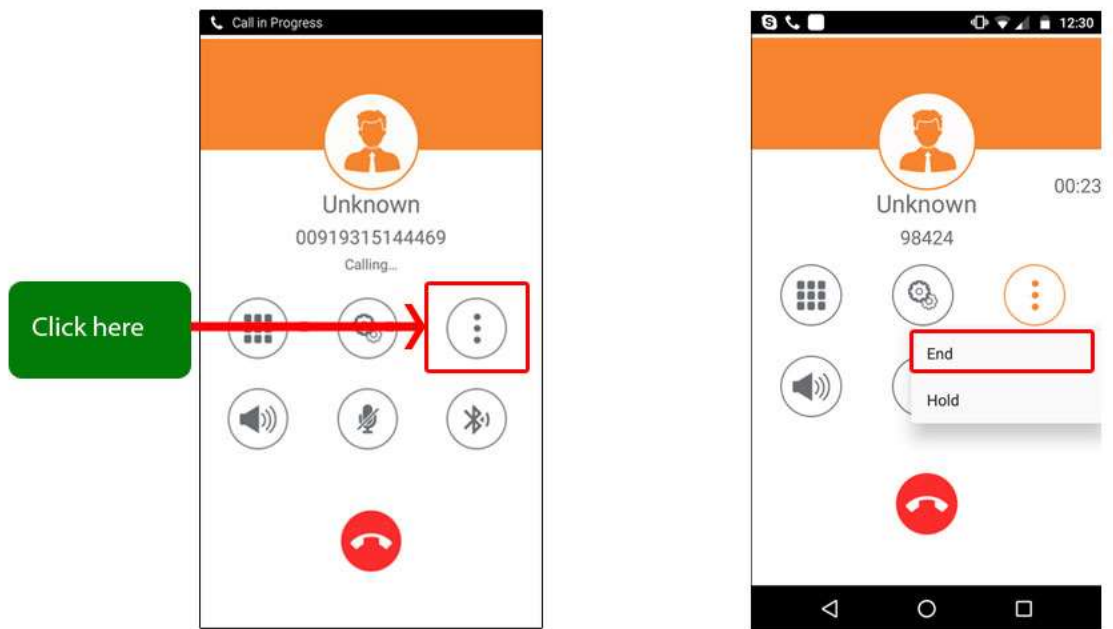 Call in Progress
Unknown
00919315144469
Calling...
Click here
12:30
00:23
Unknown
98424
End
Hold